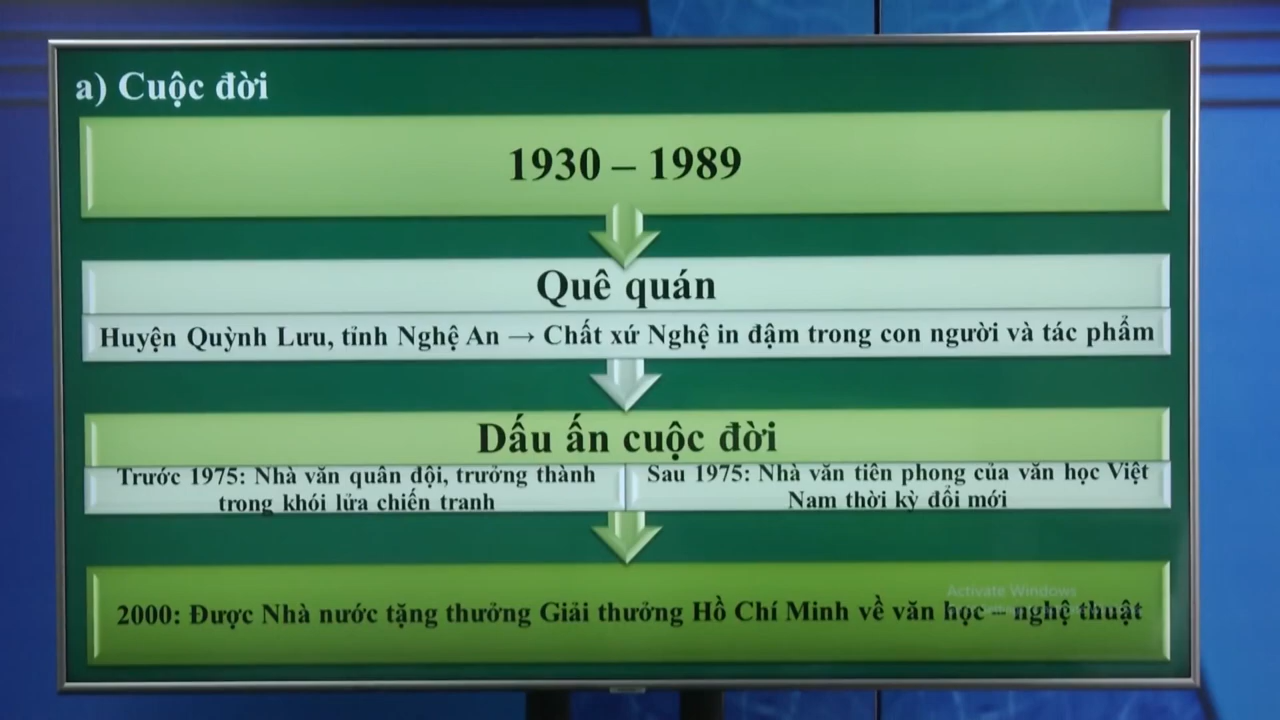 a) Cuộc đời
1930 – 1989
Quê quán
Huyện Quỳnh Lưu, tỉnh Nghệ An → Chất xứ Nghệ in đậm trong con người và tác phẩm
Dấu ấn cuộc đời
Trước 1975: Nhà văn quân đội, trưởng thành
trong khói lửa chiến tranh
Sau 1975: Nhà văn tiên phong của văn học Việt
Nam thời kỳ đổi mới
2000: Được Nhà nước tặng thưởng Giải thưởng Hồ Chí Minh về văn học – nghệ thuật
Activate Windows